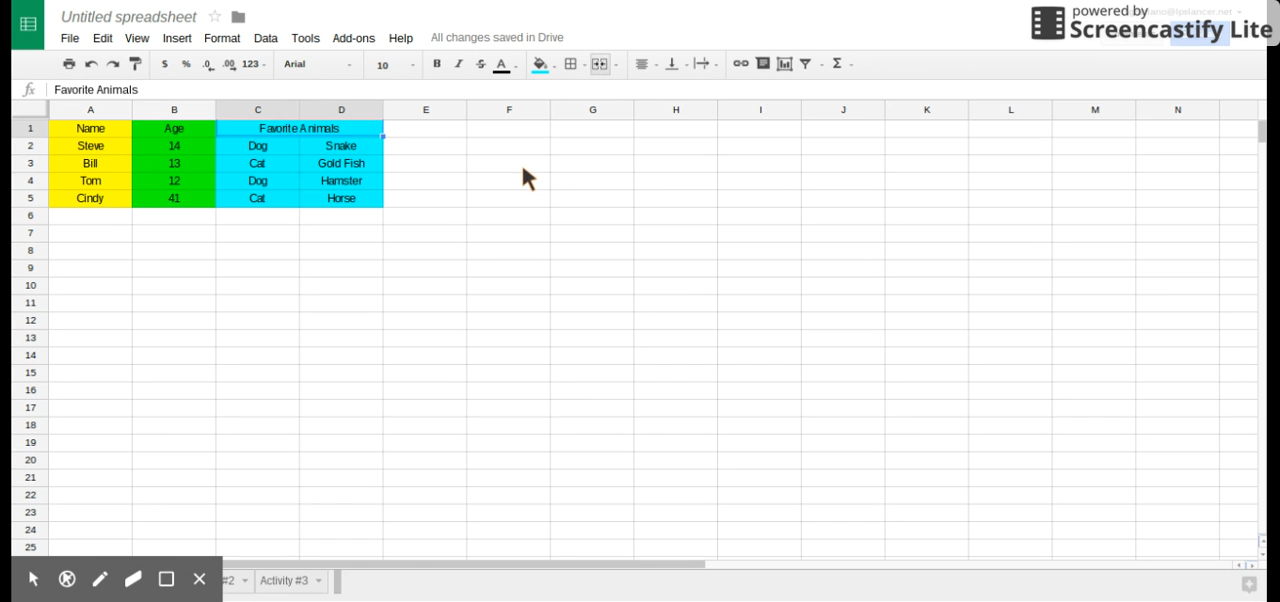 Untitled spreadsheet
powered by
Screencastify Lite
File Edit View Insert Format Data Tools Add-ons Help All changes saved in Drive
$ % .0 .00 123 Arial 10 B I S A Σ
fx Favorite Animals
A B C D E F G H I J K L M N
1 Name Age Favorite Animals
2 Steve 14 Dog Snake
3 Bill 13 Cat Gold Fish
4 Tom 12 Dog Hamster
5 Cindy 41 Cat Horse
6
7
8
9
10
11
12
13
14
15
16
17
18
19
20
21
22
23
24
25
#2 Activity #3